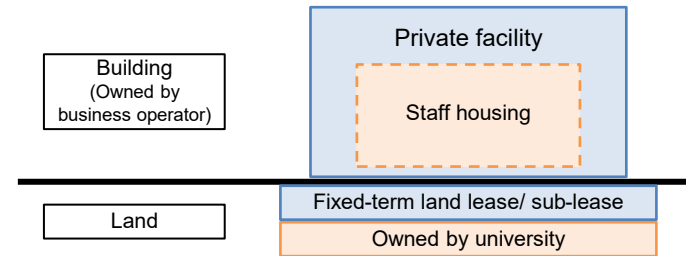 Private facility
Building
(Owned by
business operator)
Staff housing
Fixed-term land lease/ sub-lease
Land
Owned by university